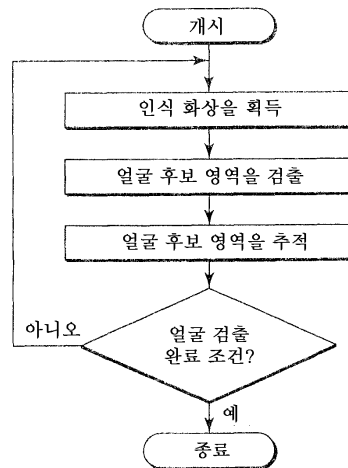 개시
인식 화상을 획득
얼굴 후보 영역을 검출
얼굴 후보 영역을 추적
얼굴 검출
완료 조건?
아니오
예
종료